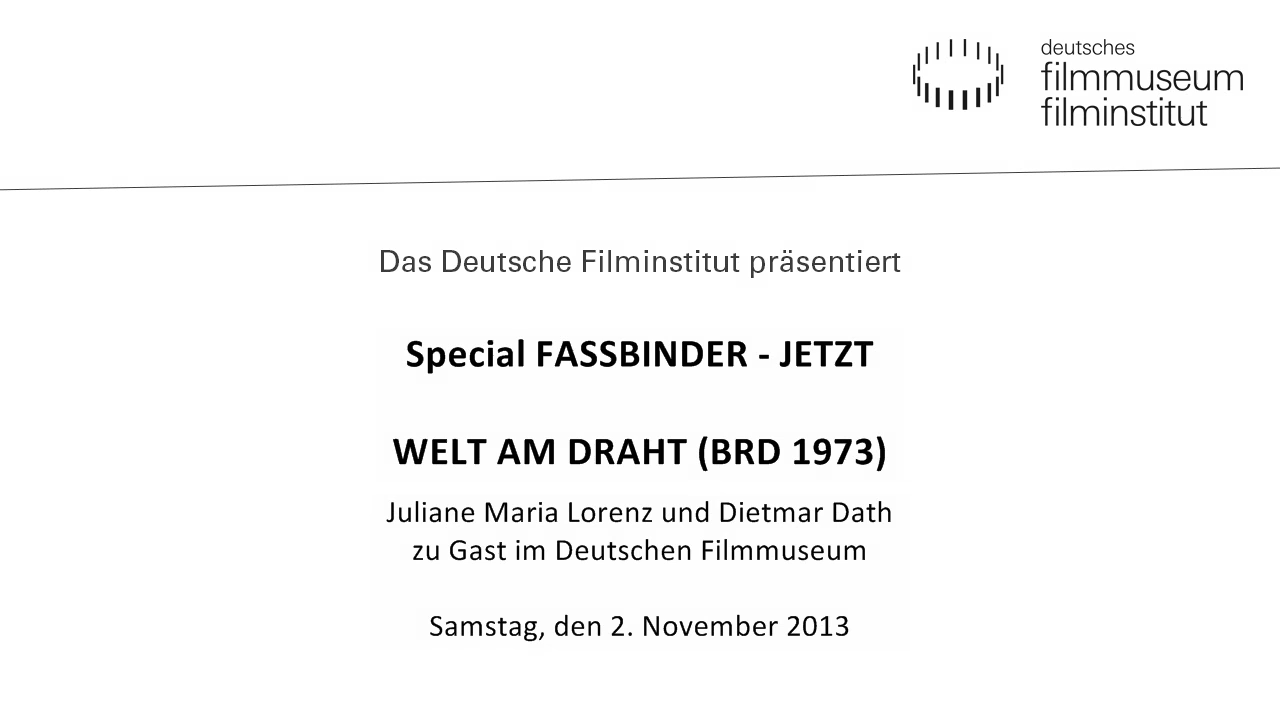 deutsches
filmmuseum
filminstitut
Das Deutsche Filminstitut präsentiert
Special FASSBINDER - JETZT
WELT AM DRAHT (BRD 1973)
Juliane Maria Lorenz und Dietmar Dath
zu Gast im Deutschen Filmmuseum
Samstag, den 2. November 2013